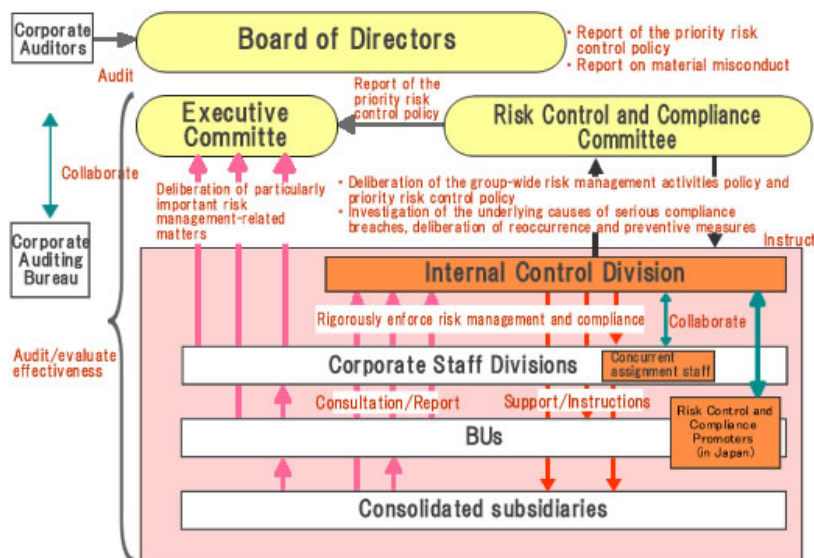 Corporate
Auditors
Board of Directors
• Report of the priority risk
control policy
• Report on material misconduct
Audit
Report of the
priority risk
control policy
Executive
Committe
Risk Control and Compliance
Committee
Collaborate
Deliberation of particularly
important risk
management-related
matters
• Deliberation of the group-wide risk management activities policy and
priority risk control policy
• Investigation of the underlying causes of serious compliance
breaches, deliberation of reoccurrence and preventive measures
Corporate
Auditing
Bureau
Instruct
Internal Control Division
Rigorously enforce risk management and compliance
Collaborate
Audit/evaluate
effectiveness
Corporate Staff Divisions
Concurrent
assignment staff
Consultation/Report
Support/Instructions
Risk Control and
Compliance
Promoters
(in Japan)
BUs
Consolidated subsidiaries